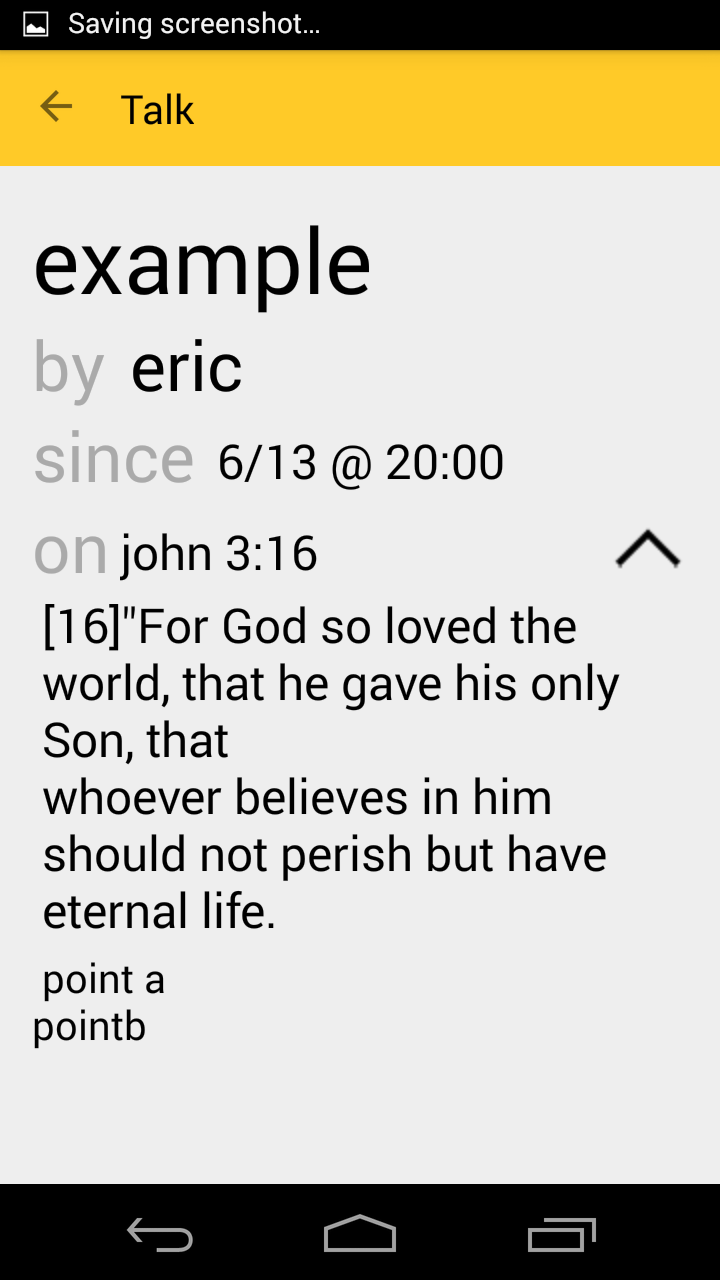 Saving screenshot...
Talk
example
by eric
since 6/13 @ 20:00
on john 3:16
[16]"For God so loved the
world, that he gave his only
Son, that
whoever believes in him
should not perish but have
eternal life.
point a
pointb